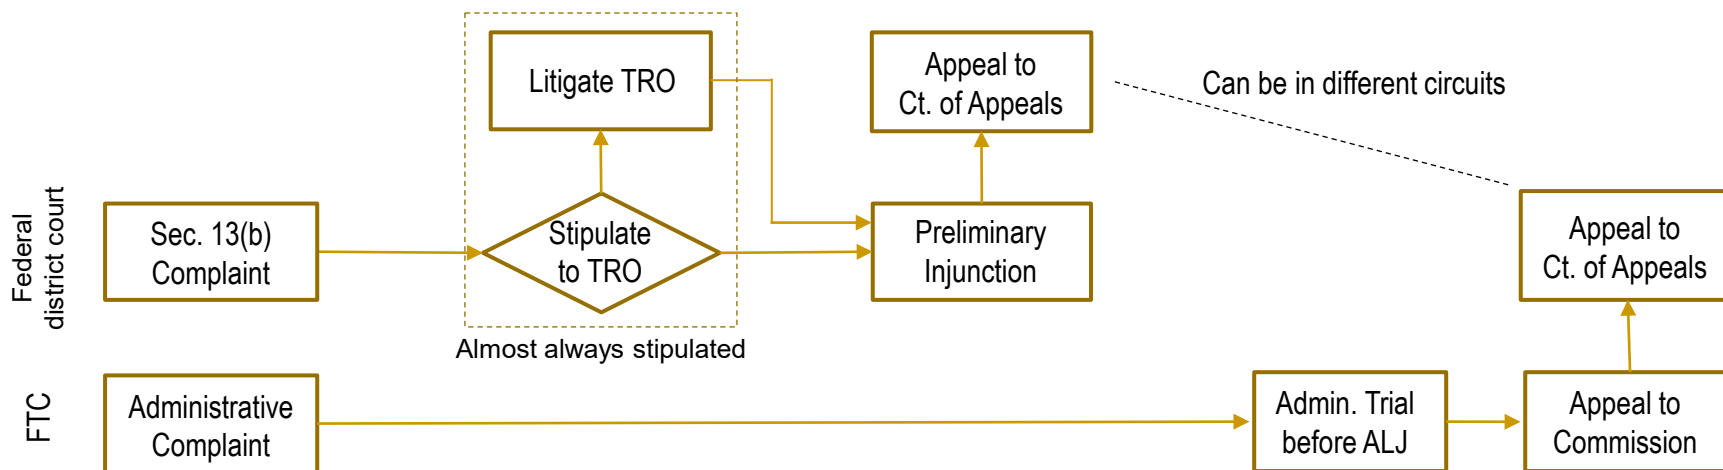 Federal
district court
Sec. 13(b)
Complaint
Litigate TRO
Stipulate
to TRO
Almost always stipulated
Appeal to
Ct. of Appeals
Preliminary
Injunction
Can be in different circuits
Appeal to
Ct. of Appeals
FTC
Administrative
Complaint
Admin. Trial
before ALJ
Appeal to
Commission